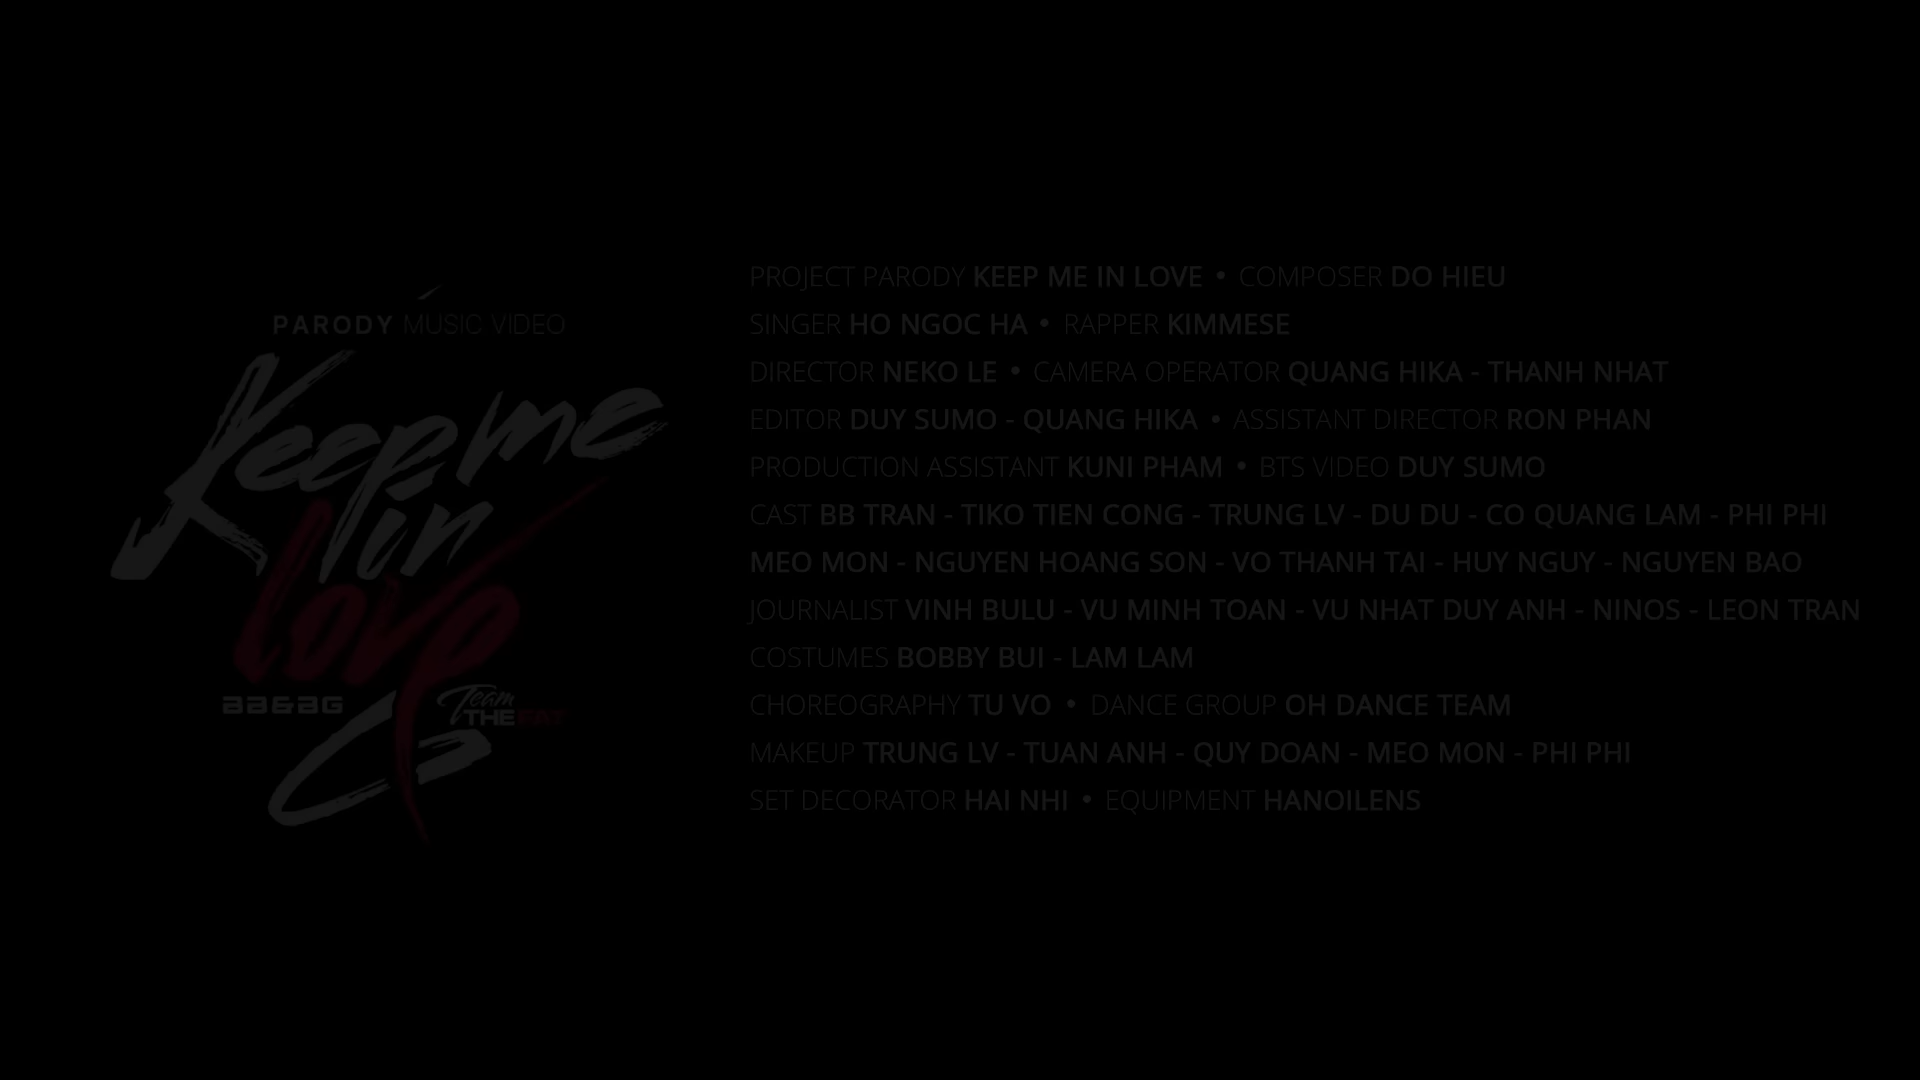 PARODY MUSIC VIDEO
Keep me
in
love
BB&BG
Team
THE FAT
PROJECT PARODY KEEP ME IN LOVE • COMPOSER DO HIEU
SINGER HO NGOC HA • RAPPER KIMMESE
DIRECTOR NEKO LE • CAMERA OPERATOR QUANG HIKA - THANH NHAT
EDITOR DUY SUMO - QUANG HIKA • ASSISTANT DIRECTOR RON PHAN
PRODUCTION ASSISTANT KUNI PHAM • BTS VIDEO DUY SUMO
CAST BB TRAN - TIKO TIEN CONG - TRUNG LV - DU DU - CO QUANG LAM - PHI PHI
MEO MON - NGUYEN HOANG SON - VO THANH TAI - HUY NGUY - NGUYEN BAO
JOURNALIST VINH BULU - VU MINH TOAN - VU NHAT DUY ANH - NINOS - LEON TRAN
COSTUMES BOBBY BUI - LAM LAM
CHOREOGRAPHY TU VO • DANCE GROUP OH DANCE TEAM
MAKEUP TRUNG LV - TUAN ANH - QUY DOAN - MEO MON - PHI PHI
SET DECORATOR HAI NHI • EQUIPMENT HANOILENS